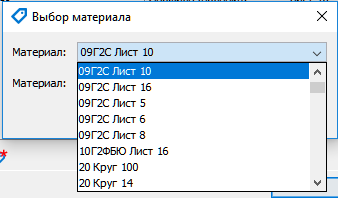 Выбор материала
Материал: 09Г2С Лист 10
Материал:
09Г2С Лист 10
09Г2С Лист 16
09Г2С Лист 5
09Г2С Лист 6
09Г2С Лист 8
10Г2ФБЮ Лист 16
20 Круг 100
20 Круг 14